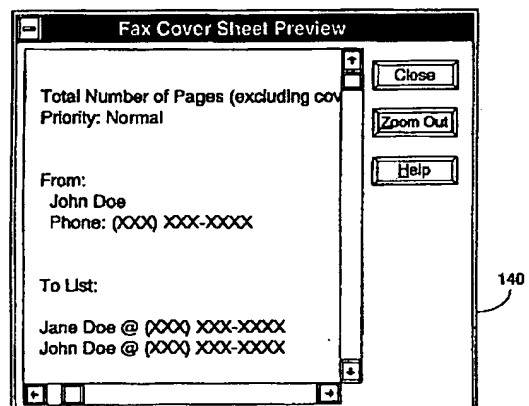 Fax Cover Sheet Preview
Total Number of Pages (excluding cov
Priority: Normal
From:
John Doe
Phone: (XXX) XXX-XXXX
To List:
Jane Doe @ (XXX) XXX-XXXX
John Doe @ (XXX) XXX-XXXX
Close
Zoom Out
Help
140